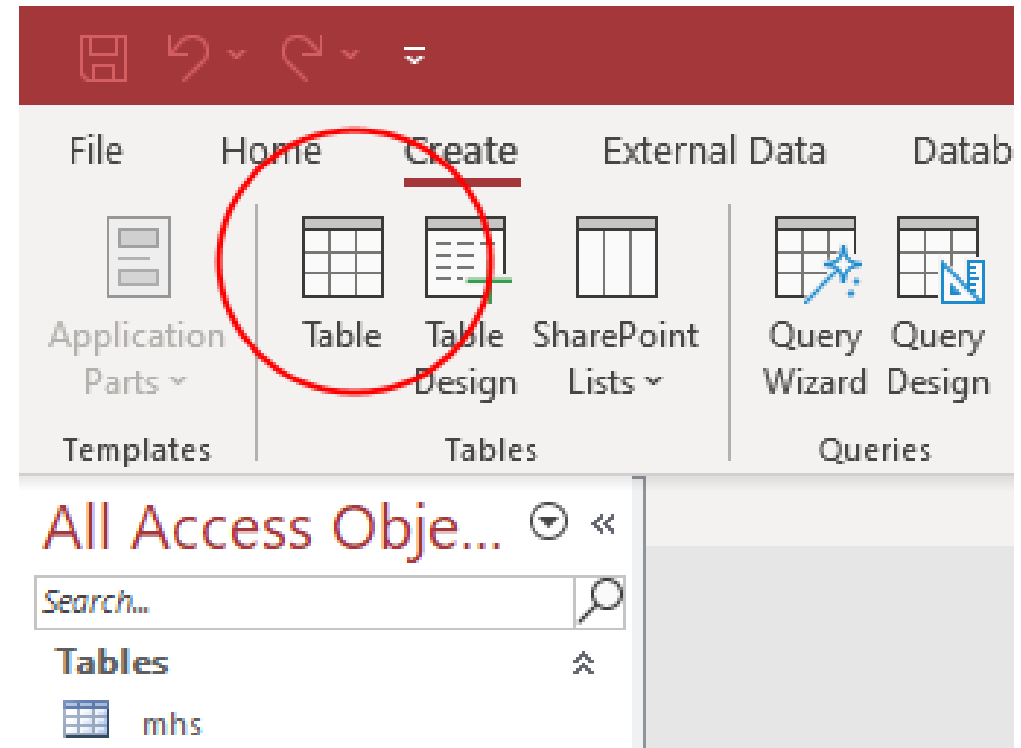 File Home Create External Data Datab
Application Table Table SharePoint Query Query
Parts Design Lists Wizard Design
Templates Tables Queries
All Access Obje...
Search...
Tables
mhs